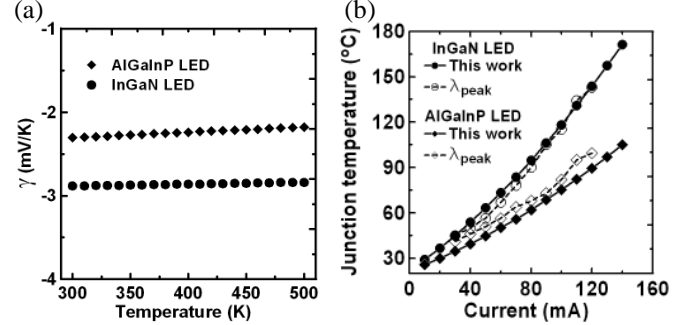 (a)
-1
-2
-3
-4
γ (mV/K)
AlGaInP LED
InGaN LED
300 350 400 450 500
Temperature (K)
(b)
180
150
120
90
60
30
Junction temperature (°C)
InGaN LED
This work
λpeak
AlGaInP LED
This work
λpeak
0 40 80 120 160
Current (mA)